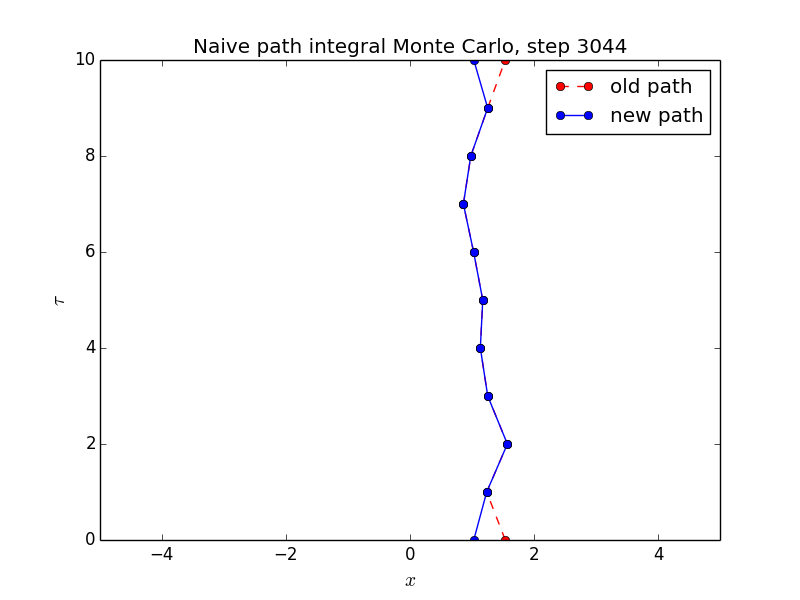 Naive path integral Monte Carlo, step 3044
old path
new path
10
8
6
4
2
0
τ
−4 −2 0 2 4
x